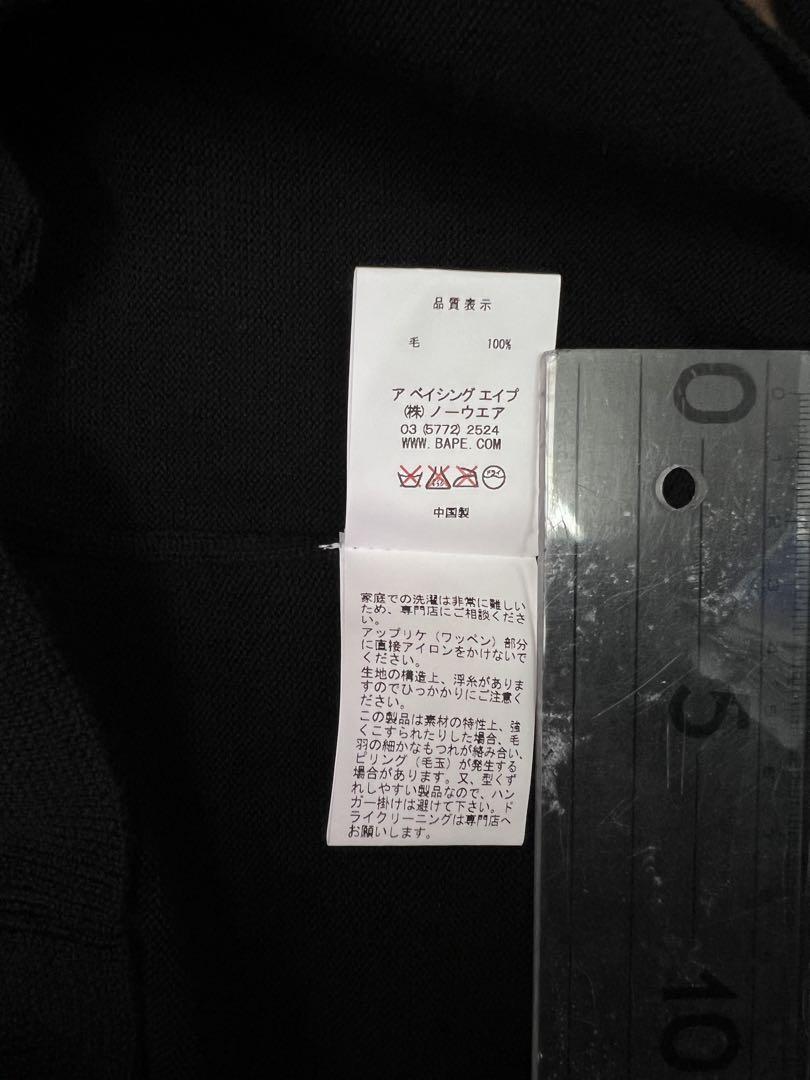 品質表示
毛 100%
ア ベイシング エイプ
(株) ノーウエア
03 (5772) 2524
WWW.BAPE.COM
ドライ
中国製
家庭での洗濯は非常に難しい
ため、専門店にご相談くださ
い。
アップリケ（ワッペン）部分
に直接アイロンをかけないで
ください。
生地の構造上、浮糸がありま
すのでひっかかりにご注意く
ださい。
この製品は素材の特性上、強
くこすられたりした場合、毛
羽の細かなもつれが絡み合い、
ピリング（毛玉）が発生する
場合があります。又、型くず
れしやすい製品なので、ハン
ガー掛けは避けて下さい。ド
ライクリーニングは専門店へ
お願いします。
0
5
10